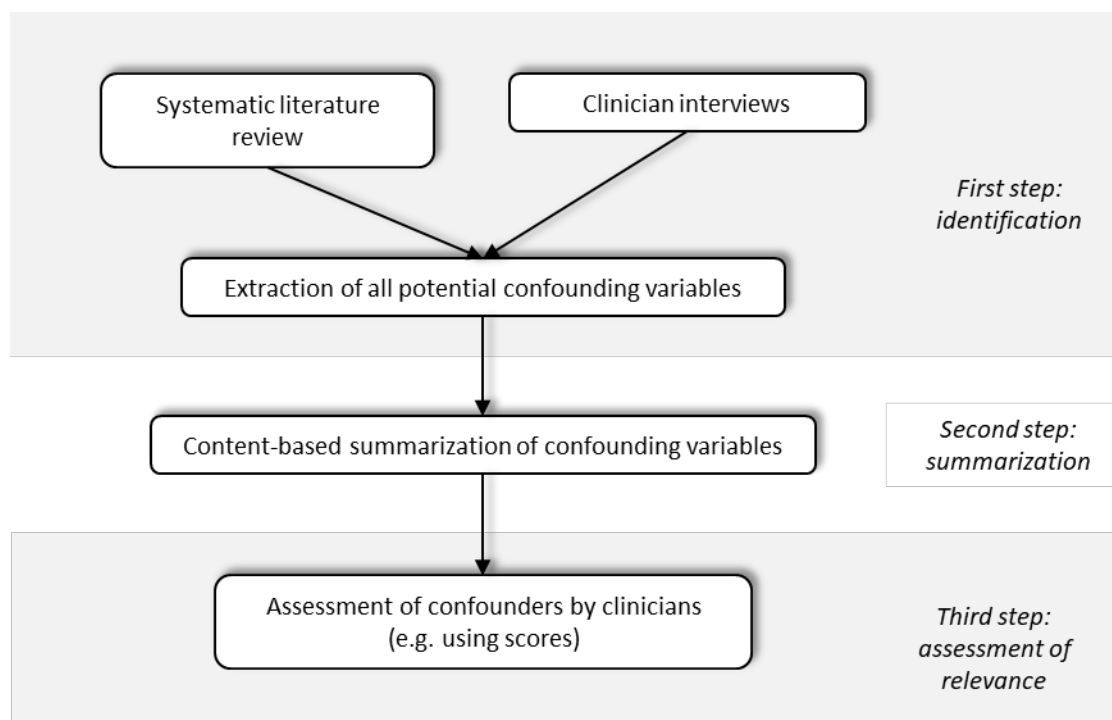 Systematic literature
review
Clinician interviews
First step:
identification
Extraction of all potential confounding variables
Content-based summarization of confounding variables
Second step:
summarization
Assessment of confounders by clinicians
(e.g. using scores)
Third step:
assessment of
relevance